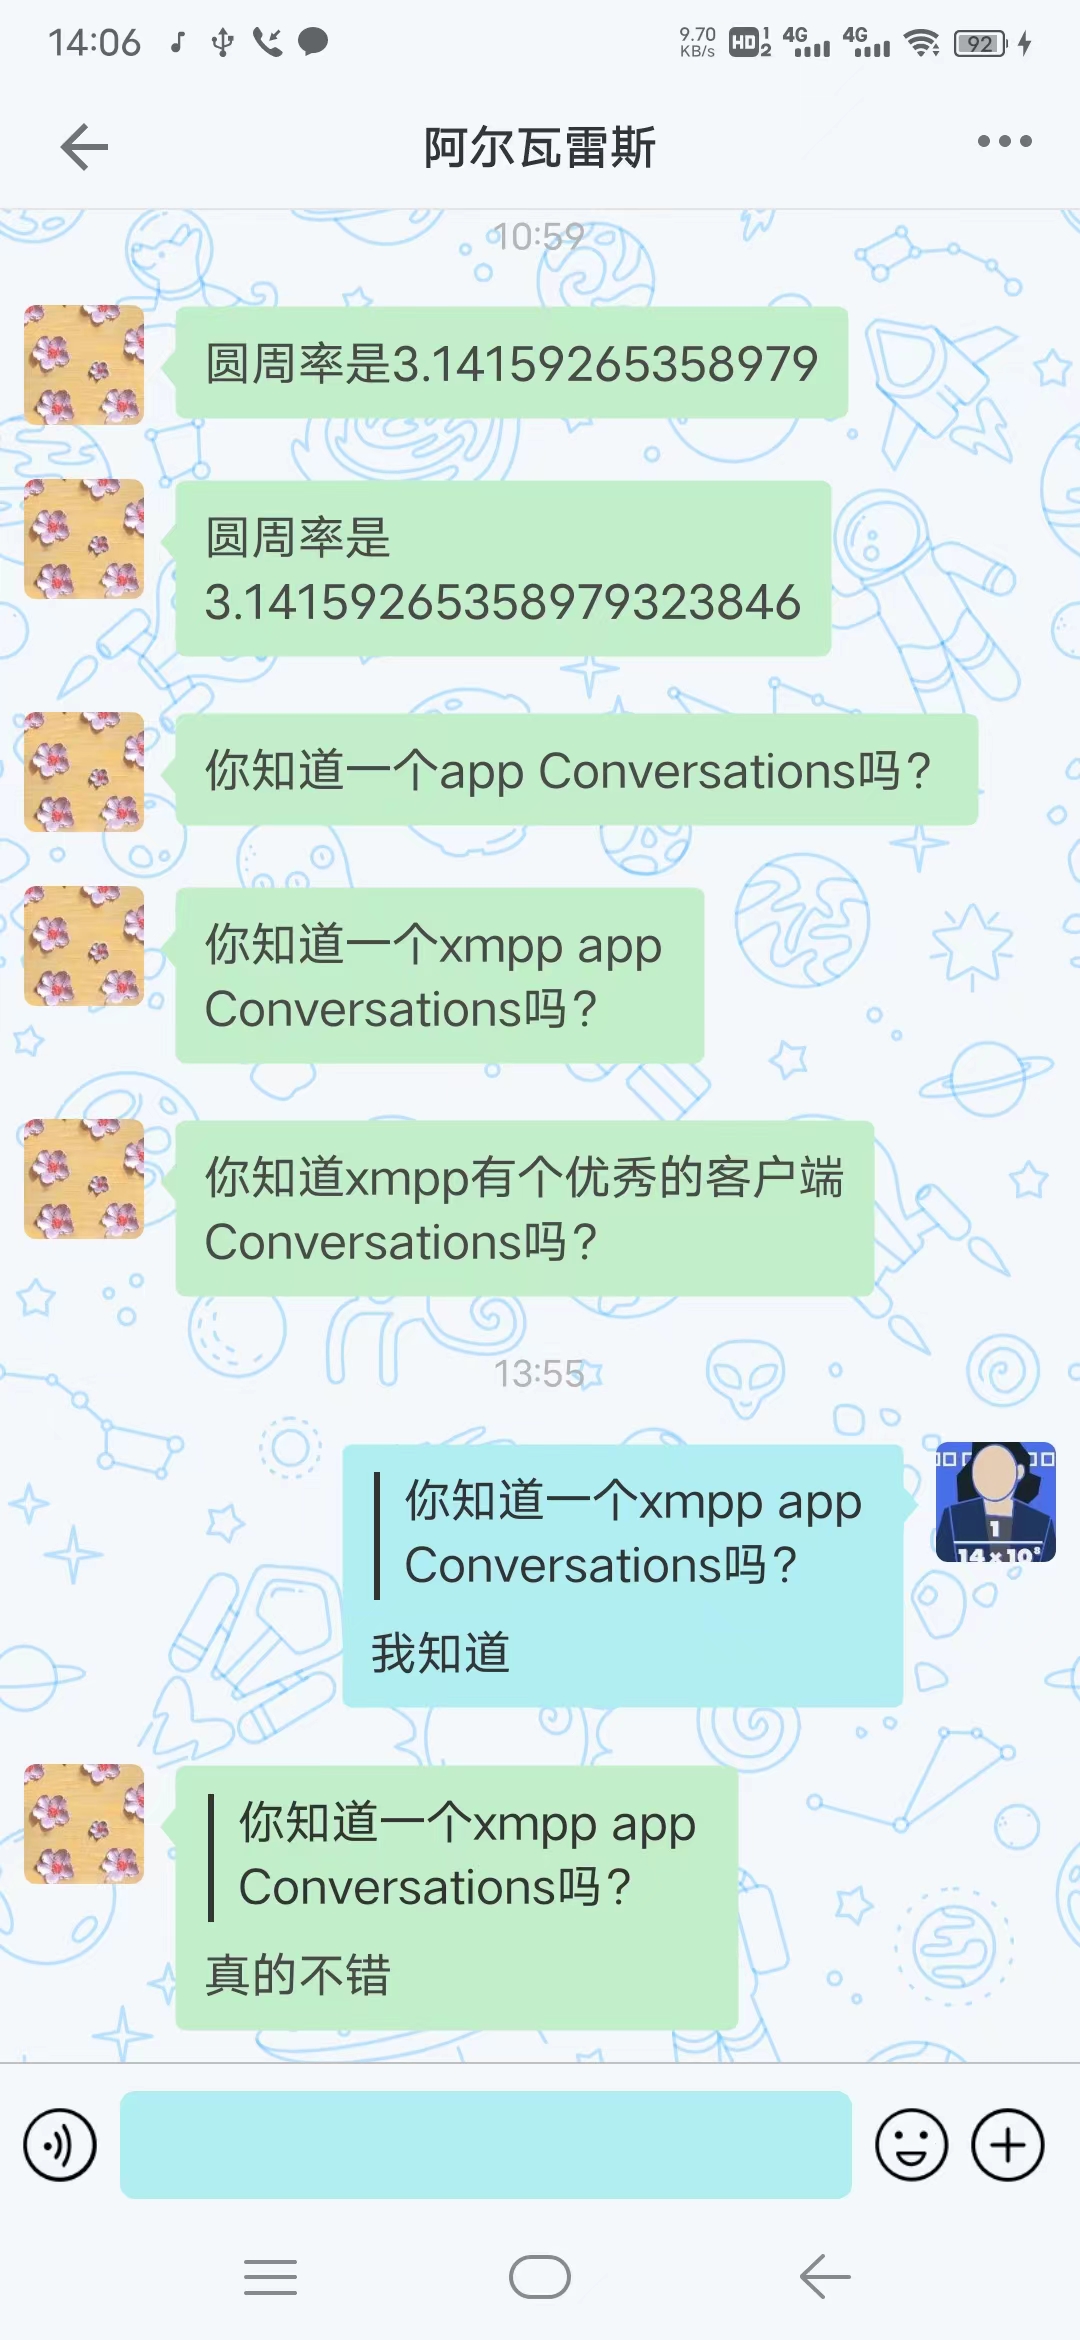 14:06
9.70
KB/s
HD
1
2
4G
4G
92
阿尔瓦雷斯
10:59
圆周率是3.14159265358979
圆周率是
3.14159265358979323846
你知道一个app Conversations吗?
你知道一个xmpp app
Conversations吗?
你知道xmpp有个优秀的客户端
Conversations吗?
13:55
你知道一个xmpp app
Conversations吗?
我知道
1
14×10³
你知道一个xmpp app
Conversations吗?
真的不错